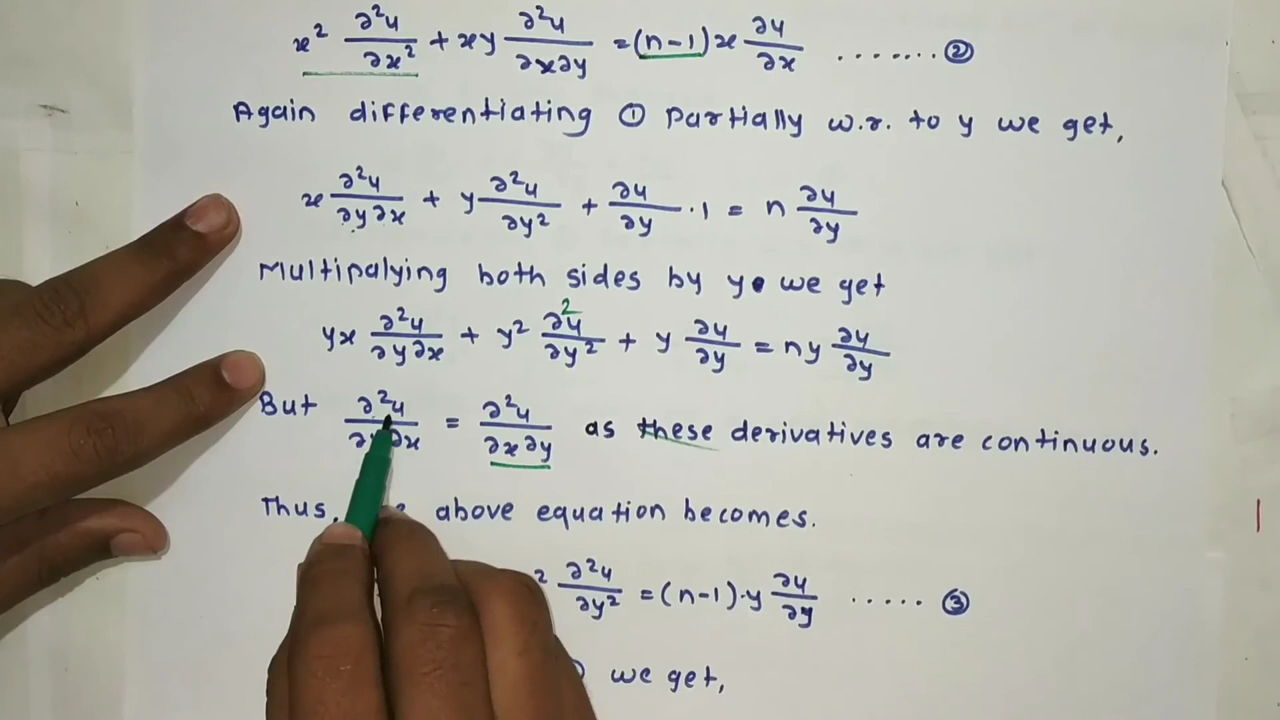 x² ∂²u/∂x² + xy ∂²u/∂x∂y = (n-1) x ∂u/∂x ........ ②
Again differentiating ① Partially w.r. to y we get,
x ∂²u/∂y∂x + y ∂²u/∂y² + ∂u/∂y · 1 = n ∂u/∂y
Multipalying both sides by y we get
yx ∂²u/∂y∂x + y² ∂²u/∂y² + y ∂u/∂y = ny ∂u/∂y
But ∂²u/∂y∂x = ∂²u/∂x∂y as these derivatives are continuous.
Thus, above equation becomes.
² ∂²u/∂y² = (n-1)·y ∂u/∂y ..... ③
we get,